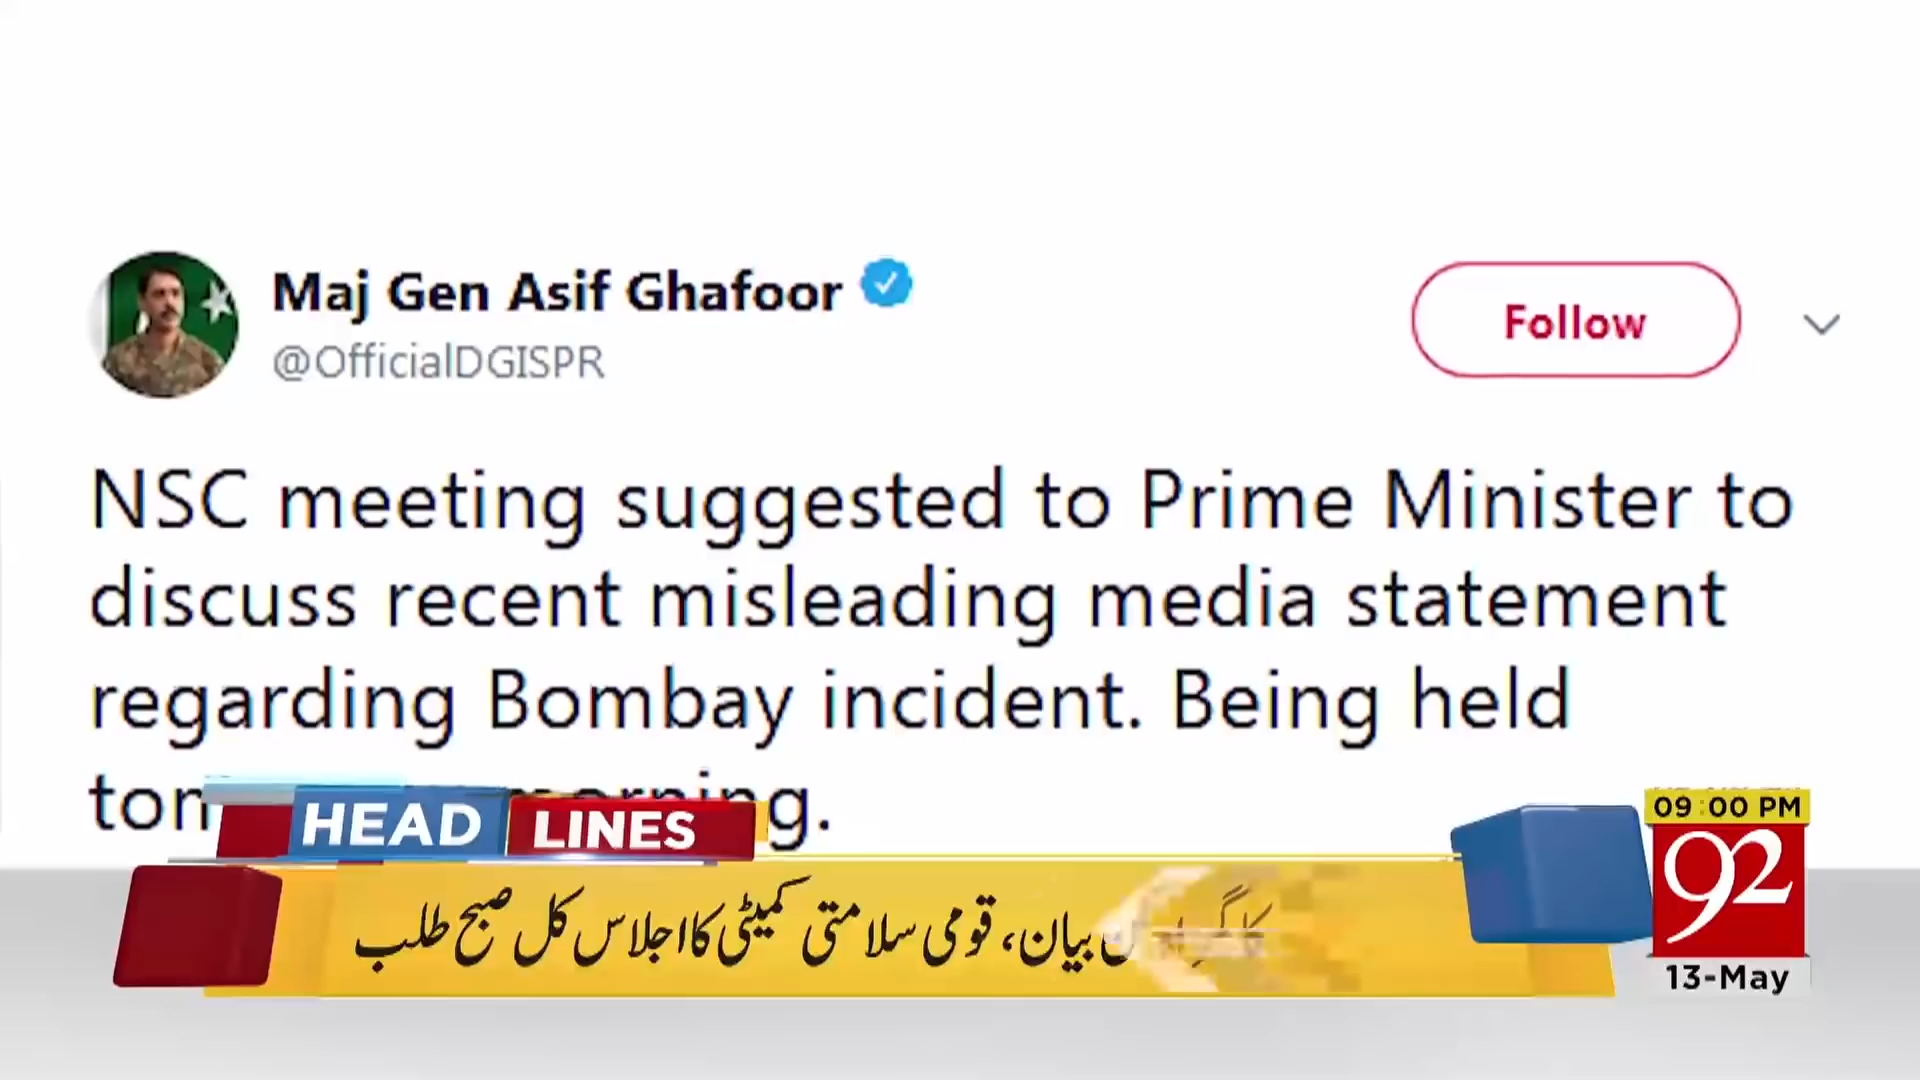 Maj Gen Asif Ghafoor
@OfficialDGISPR
Follow
NSC meeting suggested to Prime Minister to
discuss recent misleading media statement
regarding Bombay incident. Being held
HEAD LINES
بیان، قومی سلامتی کمیٹی کا اجلاس کل صبح طلب
09:00 PM
92
13-May